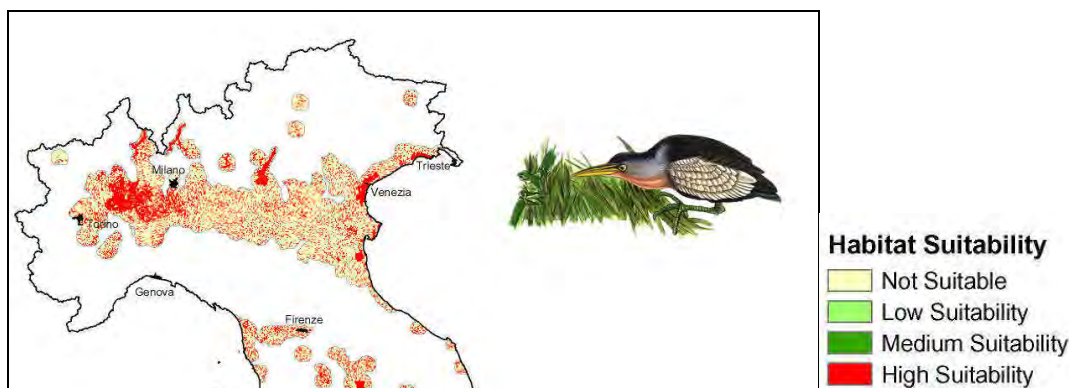 Trieste
Milano
Venezia
Torino
Genova
Firenze
Habitat Suitability
Not Suitable
Low Suitability
Medium Suitability
High Suitability